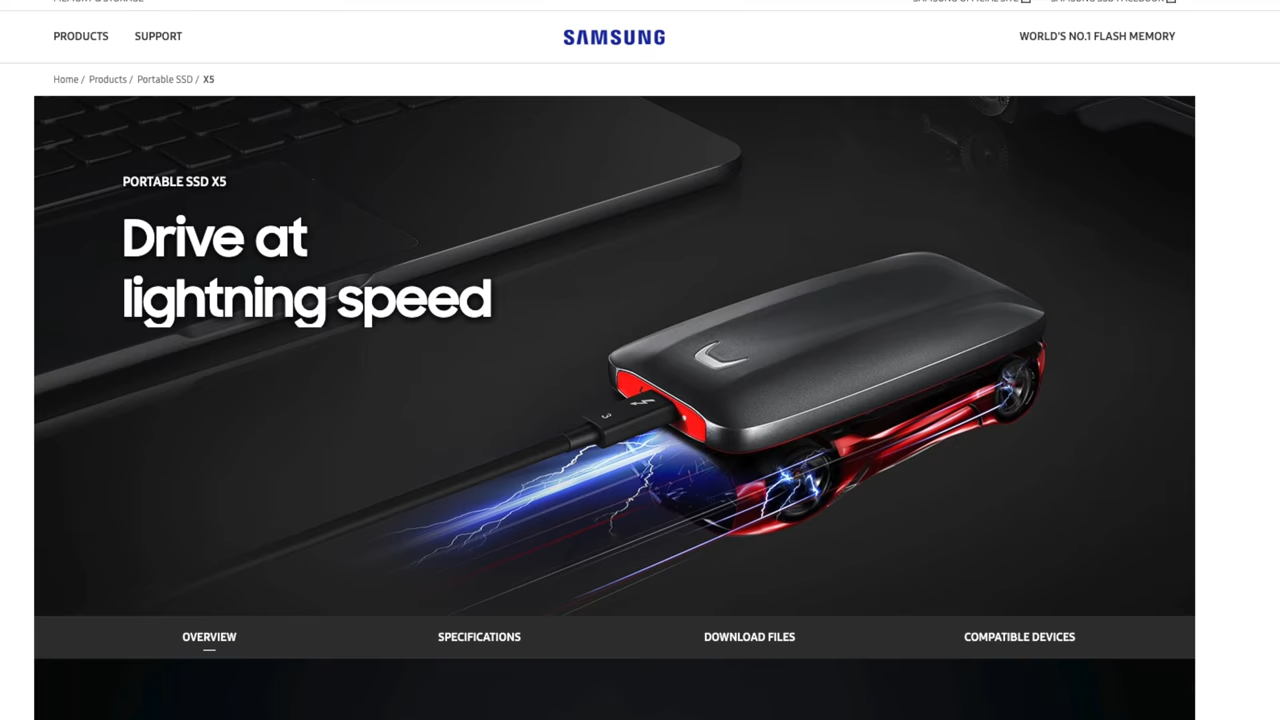 PRODUCTS SUPPORT SAMSUNG WORLD'S NO.1 FLASH MEMORY
Home / Products / Portable SSD / X5
PORTABLE SSD X5
Drive at
lightning speed
3
OVERVIEW SPECIFICATIONS DOWNLOAD FILES COMPATIBLE DEVICES